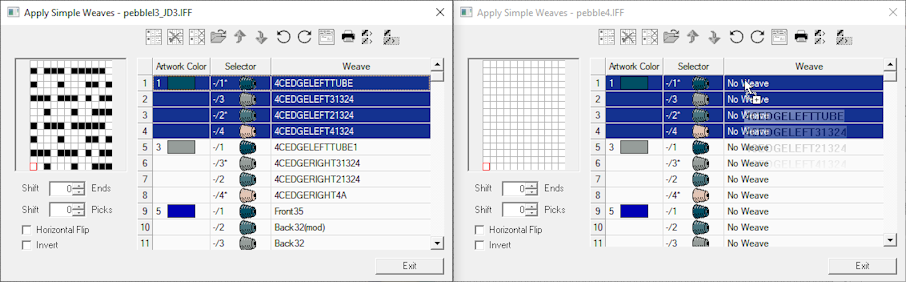 Apply Simple Weaves - pebblel3_JD3.IFF
Artwork Color Selector Weave
1 1 -/1* 4CEDGELEFTTUBE
2 -/3 4CEDGELEFT31324
3 -/2* 4CEDGELEFT21324
4 -/4 4CEDGELEFT41324
5 3 -/1 4CEDGELEFTTUBE1
6 -/3* 4CEDGERIGHT31324
7 -/2 4CEDGERIGHT21324
8 -/4* 4CEDGERIGHT4A
9 5 -/1 Front35
10 -/2 Back32(mod)
11 -/3 Back32
Shift 0 Ends
Shift 0 Picks
Horizontal Flip
Invert
Exit
Apply Simple Weaves - pebble4.IFF
Artwork Color Selector Weave
1 1 -/1* No Weave
2 -/3 No Weave
3 -/2* No Weave
4 -/4 No Weave
5 3 -/1 No Weave
6 -/3* No Weave
7 -/2 No Weave
8 -/4* No Weave
9 5 -/1 No Weave
10 -/2 No Weave
11 -/3 No Weave
EDGELEFTTUBE
EDGELEFT31324
EDGELEFT21324
Shift 0 Ends
Shift 0 Picks
Horizontal Flip
Invert
Exit